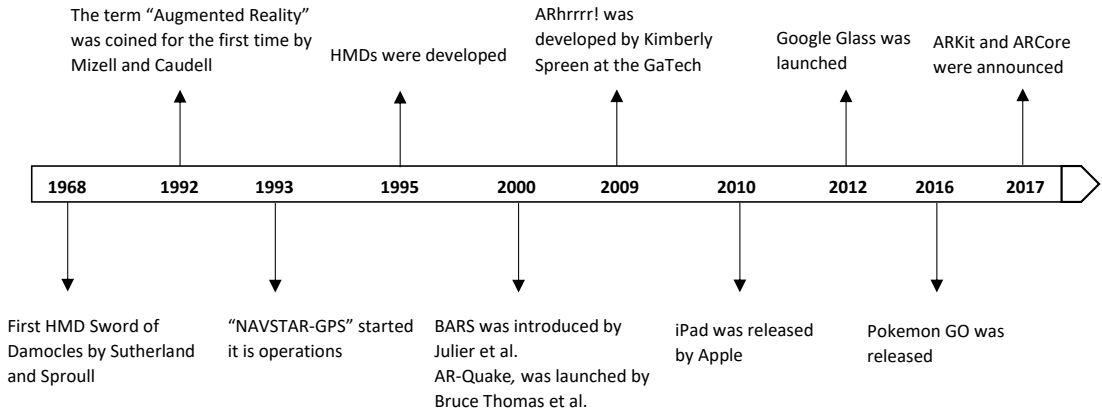 The term “Augmented Reality”
was coined for the first time by
Mizell and Caudell
HMDs were developed
ARhrrrr! was
developed by Kimberly
Spreen at the GaTech
Google Glass was
launched
ARKit and ARCore
were announced
1968 1992 1993 1995 2000 2009 2010 2012 2016 2017
First HMD Sword of
Damocles by Sutherland
and Sproull
“NAVSTAR-GPS” started
it is operations
BARS was introduced by
Julier et al.
AR-Quake, was launched by
Bruce Thomas et al.
iPad was released
by Apple
Pokemon GO was
released